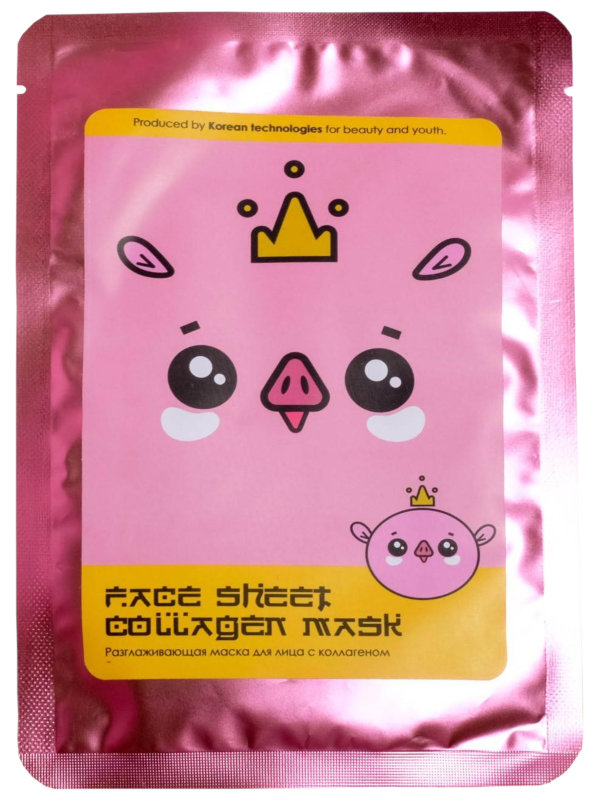 Produced by Korean technologies for beauty and youth.
FACE SHEET
COLLAGEN MASK
Разглаживающая маска для лица с коллагеном